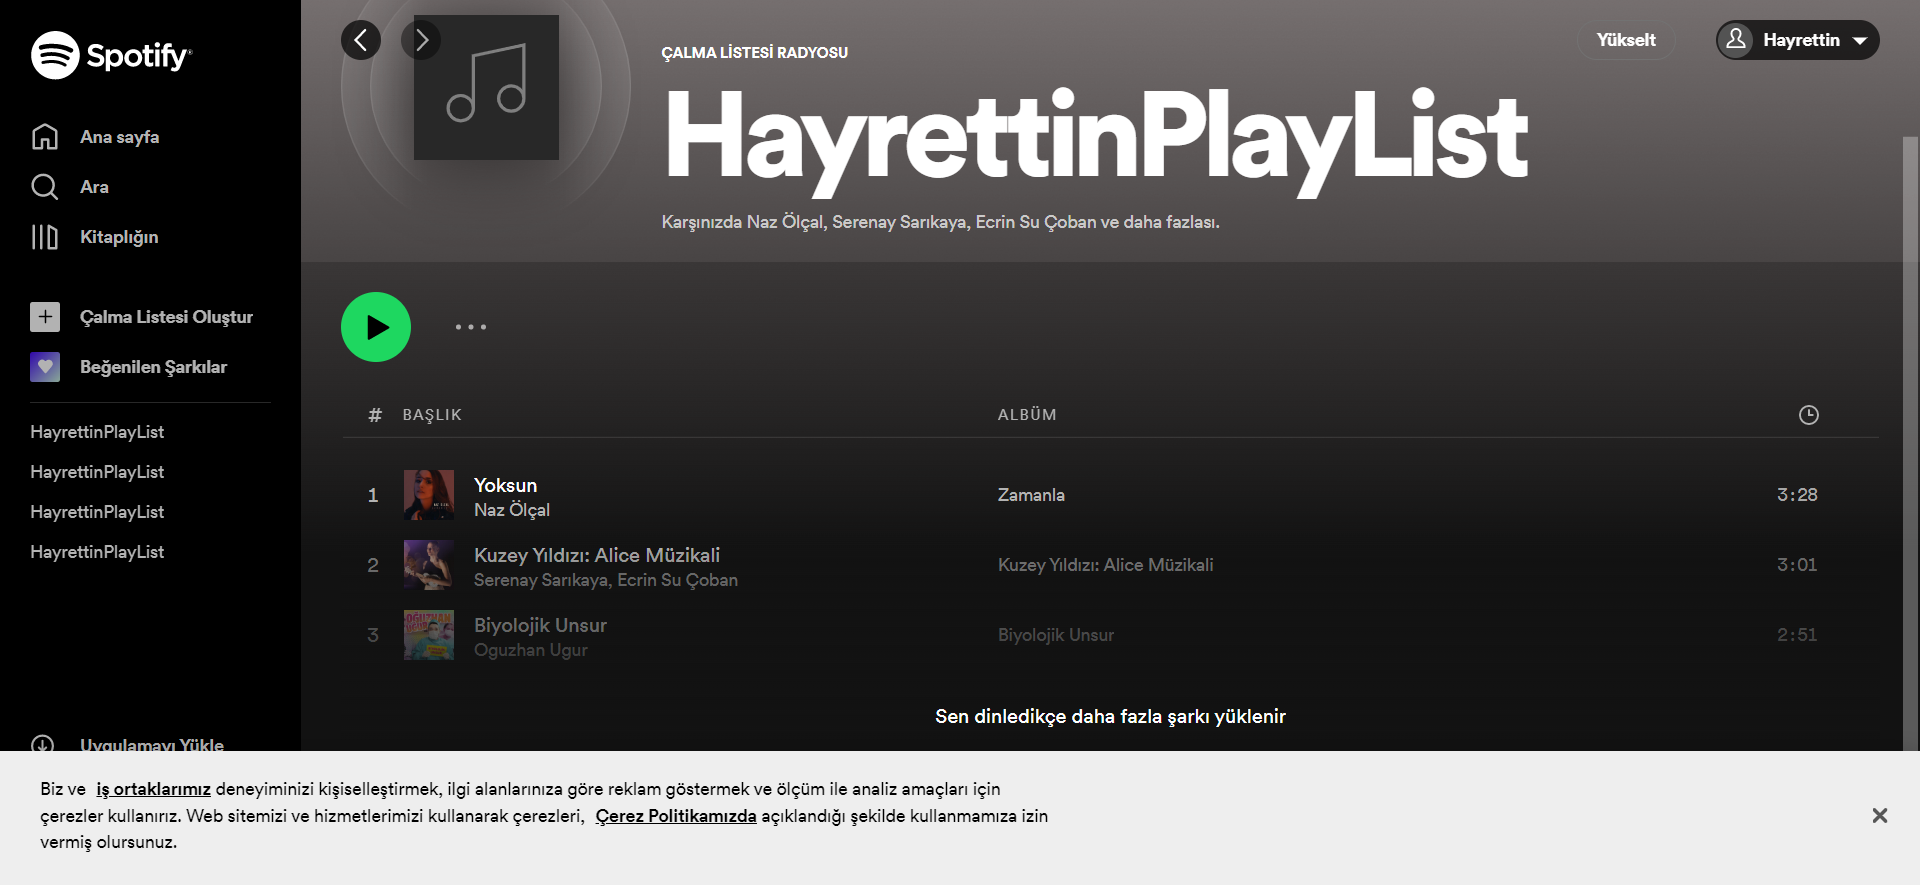 Spotify
Ana sayfa
Ara
Kitaplığın
Çalma Listesi Oluştur
Beğenilen Şarkılar
HayrettinPlayList
HayrettinPlayList
HayrettinPlayList
HayrettinPlayList
Uygulamayı Yükle
Yükselt
Hayrettin
ÇALMA LİSTESİ RADYOSU
HayrettinPlayList
Karşınızda Naz Ölçal, Serenay Sarıkaya, Ecrin Su Çoban ve daha fazlası.
# BAŞLIK ALBÜM
1 Yoksun Zamanla 3:28
Naz Ölçal
2 Kuzey Yıldızı: Alice Müzikali Kuzey Yıldızı: Alice Müzikali 3:01
Serenay Sarıkaya, Ecrin Su Çoban
3 Biyolojik Unsur Biyolojik Unsur 2:51
Oguzhan Ugur
Sen dinledikçe daha fazla şarkı yüklenir
Biz ve iş ortaklarımız deneyiminizi kişiselleştirmek, ilgi alanlarınıza göre reklam göstermek ve ölçüm ile analiz amaçları için
çerezler kullanırız. Web sitemizi ve hizmetlerimizi kullanarak çerezleri, Çerez Politikamızda açıklandığı şekilde kullanmamıza izin
vermiş olursunuz.